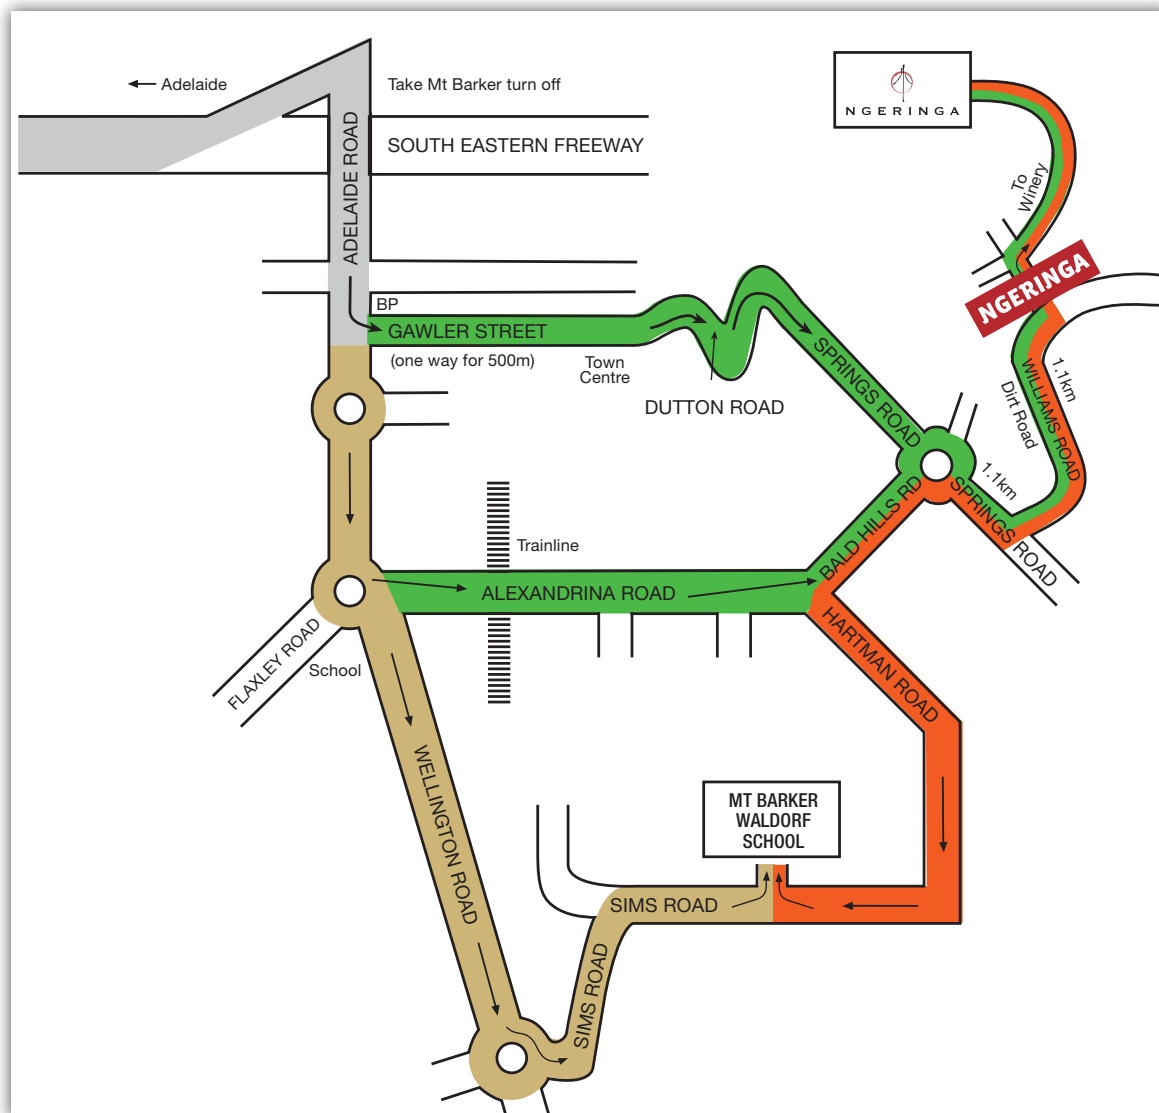 Adelaide
Take Mt Barker turn off
SOUTH EASTERN FREEWAY
ADELAIDE ROAD
NGERINGA
To
Winery
NGERINGA
BP
GAWLER STREET
(one way for 500m)
Town
Centre
DUTTON ROAD
SPRINGS ROAD
WILLIAMS ROAD
1.1km
Dirt Road
1.1km
SPRINGS ROAD
BALD HILLS RD
Trainline
ALEXANDRINA ROAD
FLAXLEY ROAD
School
HARTMAN ROAD
WELLINGTON ROAD
MT BARKER
WALDORF
SCHOOL
SIMS ROAD
SIMS ROAD